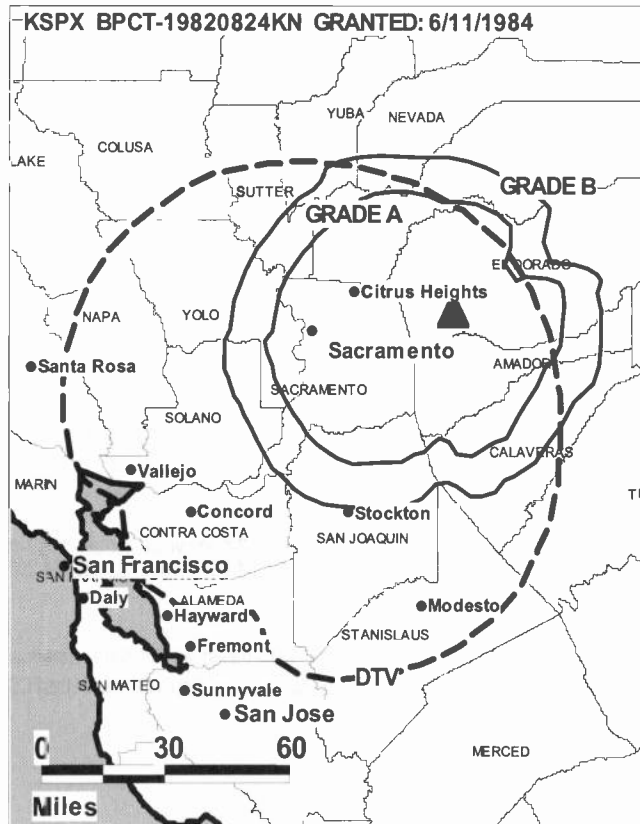 KSPX BPCT-19820824KN GRANTED: 6/11/1984
YUBA
NEVADA
COLUSA
LAKE
SUTTER
GRADE B
GRADE A
EL DORADO
Citrus Heights
NAPA
YOLO
Sacramento
Santa Rosa
AMADOR
SACRAMENTO
SOLANO
CALAVERAS
Vallejo
MARIN
Concord
Stockton
CONTRA COSTA
SAN JOAQUIN
San Francisco
Daly
ALAMEDA
Hayward
Modesto
STANISLAUS
Fremont
DTV
SAN MATEO
Sunnyvale
San Jose
0 30 60
MERCED
Miles